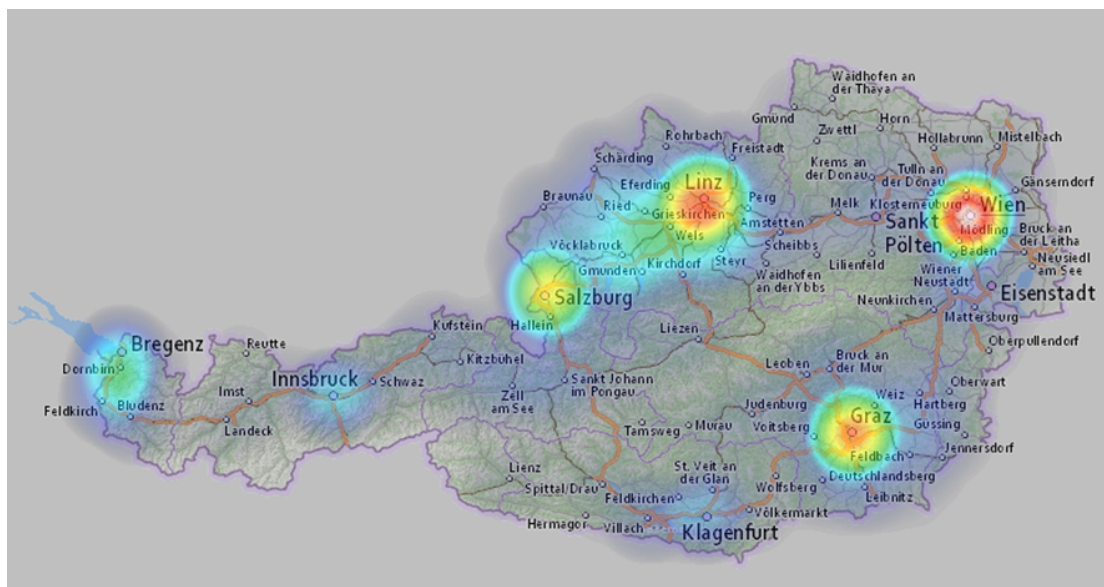 Waidhofen an
der Thaya
Gmünd
Horn
Zwettl
Hollabrunn
Mistelbach
Rohrbach
Freistadt
Schärding
Krems an
der Donau
Tulln an
der Donau
Gänserndorf
Linz
Eferding
Braunau
Ried
Perg
Grieskirchen
Melk
Klosterneuburg
Wien
Amstetten
Sankt
Pölten
Mödling
Wels
Bruck an
der Leitha
Vöcklabruck
Scheibbs
Baden
Steyr
Lilienfeld
Neusiedl
am See
Gmunden
Kirchdorf
Waidhofen
an der Ybbs
Wiener
Neustadt
Eisenstadt
Salzburg
Neunkirchen
Mattersburg
Hallein
Kufstein
Liezen
Bregenz
Reutte
Oberpullendorf
Kitzbühel
Leoben
Bruck an
der Mur
Dornbirn
Innsbruck
Schwaz
Imst
Sankt Johann
im Pongau
Oberwart
Zell
am See
Weiz
Hartberg
Feldkirch
Bludenz
Judenburg
Graz
Landeck
Tamsweg
Murau
Voitsberg
Güssing
Feldbach
Jennersdorf
Lienz
St. Veit an
der Glan
Deutschlandsberg
Spittal/Drau
Feldkirchen
Wolfsberg
Leibnitz
Völkermarkt
Hermagor
Villach
Klagenfurt